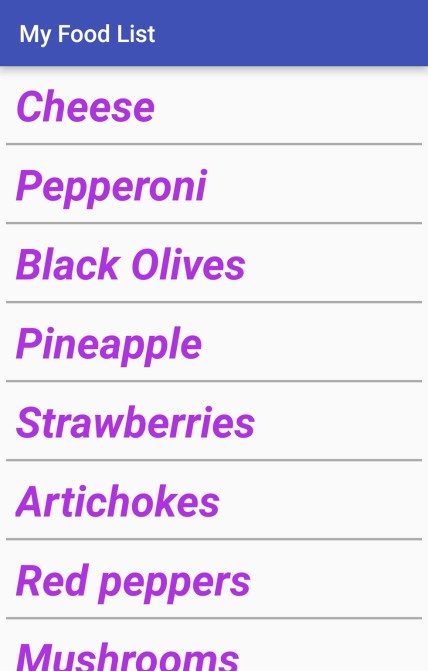 My Food List
Cheese
Pepperoni
Black Olives
Pineapple
Strawberries
Artichokes
Red peppers
Mushrooms